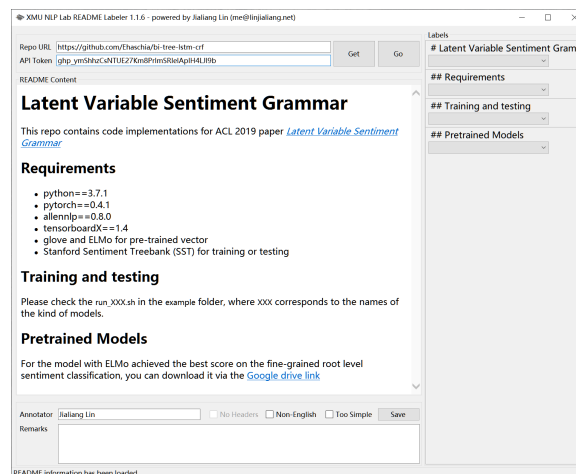 XMU NLP Lab README Labeler 1.1.6 - powered by Jialiang Lin (me@linjialiang.net)
Repo URL https://github.com/Ehaschia/bi-tree-lstm-crf
Get Go
API Token
README Content
Latent Variable Sentiment Grammar
This repo contains code implementations for ACL 2019 paper Latent Variable Sentiment
Grammar
Requirements
• python==3.7.1
• pytorch==0.4.1
• allennlp==0.8.0
• tensorboardX==1.4
• glove and ELMo for pre-trained vector
• Stanford Sentiment Treebank (SST) for training or testing
Training and testing
Please check the run_XXX.sh in the example folder, where XXX corresponds to the names of
the kind of models.
Pretrained Models
For the model with ELMo achieved the best score on the fine-grained root level
sentiment classification, you can download it via the Google drive link
Annotator Jialiang Lin No Headers Non-English Too Simple Save
Remarks
README information has been loaded
Labels
# Latent Variable Sentiment Gram
## Requirements
## Training and testing
## Pretrained Models